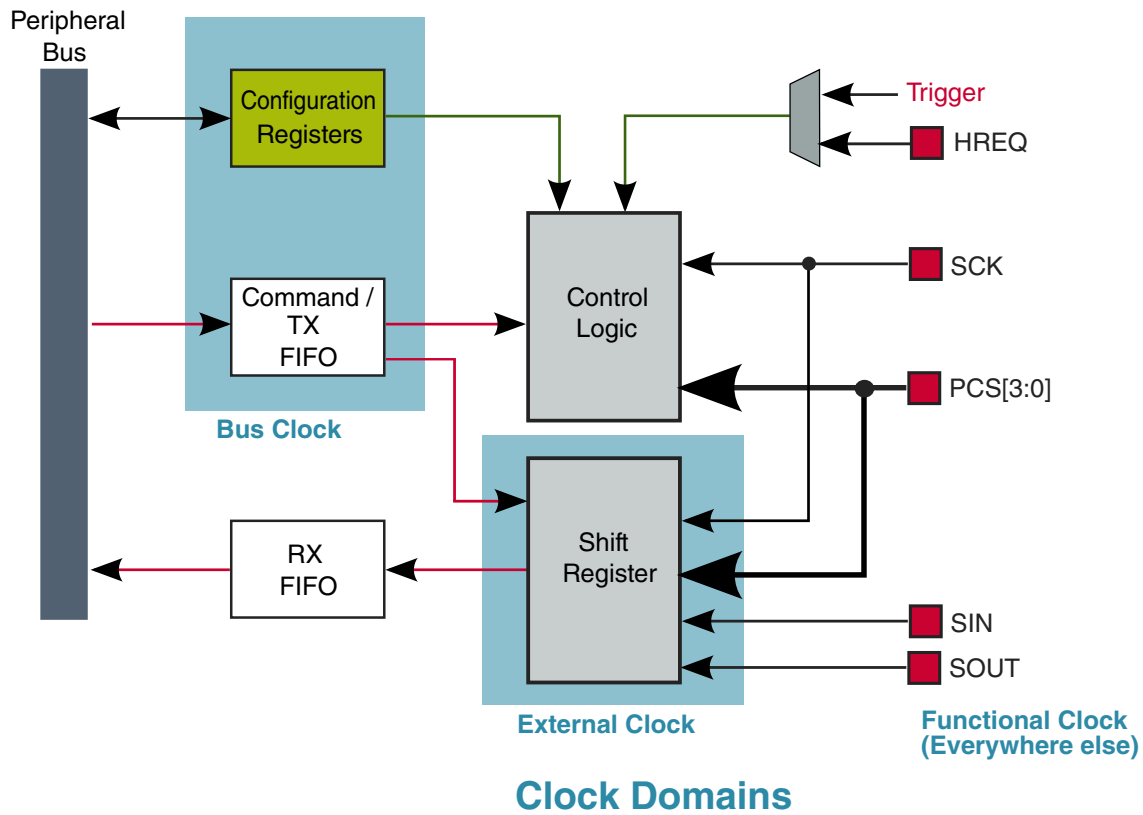 Peripheral
Bus
Configuration
Registers
Trigger
HREQ
SCK
Command /
TX
FIFO
Control
Logic
PCS[3:0]
Bus Clock
RX
FIFO
Shift
Register
SIN
SOUT
External Clock
Functional Clock
(Everywhere else)
Clock Domains